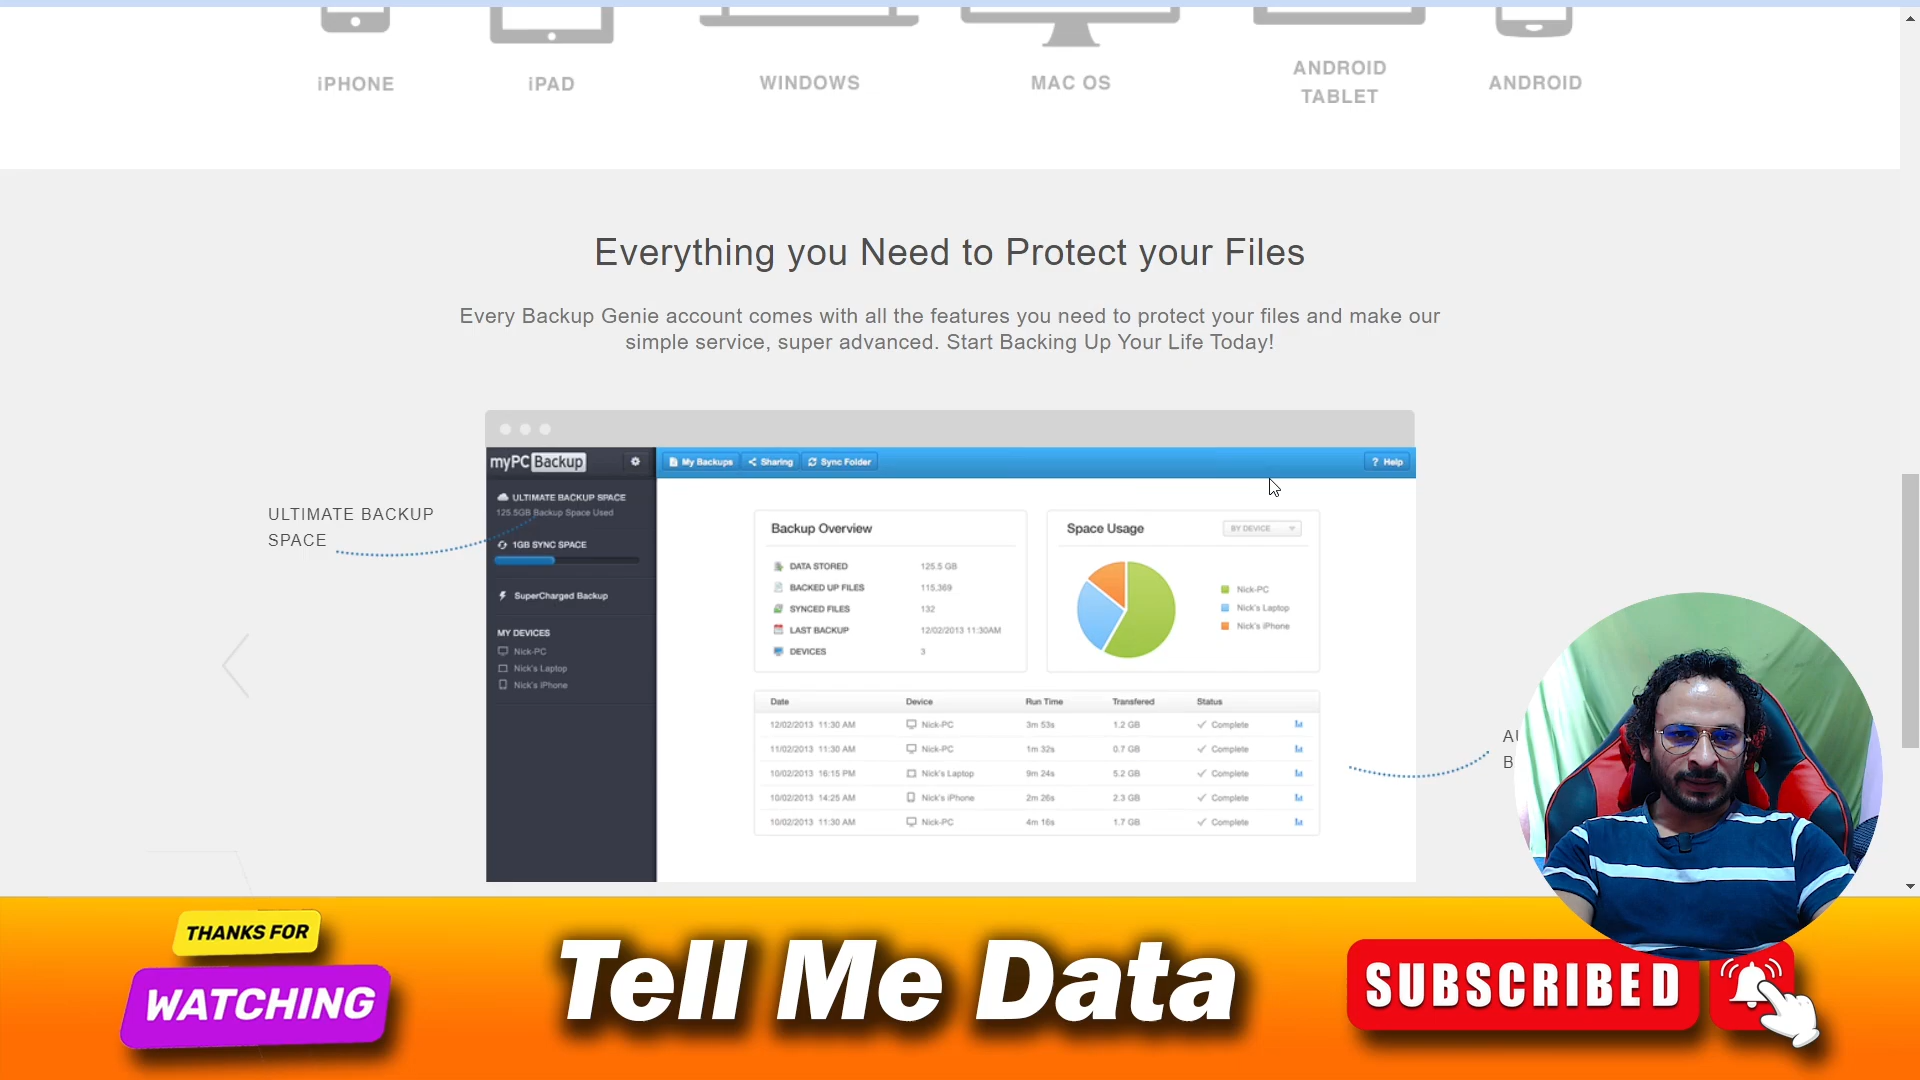 iPHONE
iPAD
WINDOWS
MAC OS
ANDROID
TABLET
ANDROID
Everything you Need to Protect your Files
Every Backup Genie account comes with all the features you need to protect your files and make our
simple service, super advanced. Start Backing Up Your Life Today!
ULTIMATE BACKUP
SPACE
myPCBackup
My Backups
Sharing
Sync Folder
? Help
ULTIMATE BACKUP SPACE
125.5GB Backup Space Used
1GB SYNC SPACE
SuperCharged Backup
MY DEVICES
Nick-PC
Nick's Laptop
Nick's iPhone
Backup Overview
DATA STORED 125.5 GB
BACKED UP FILES 115,369
SYNCED FILES 132
LAST BACKUP 12/02/2013 11:30AM
DEVICES 3
Space Usage
BY DEVICE
Nick-PC
Nick's Laptop
Nick's iPhone
Date Device Run Time Transfered Status
12/02/2013 11:30 AM Nick-PC 3m 53s 1.2 GB Complete
11/02/2013 11:30 AM Nick-PC 1m 32s 0.7 GB Complete
10/02/2013 16:15 PM Nick's Laptop 9m 24s 5.2 GB Complete
10/02/2013 14:25 AM Nick's iPhone 2m 26s 2.3 GB Complete
10/02/2013 11:30 AM Nick-PC 4m 16s 1.7 GB Complete
THANKS FOR
WATCHING
Tell Me Data
SUBSCRIBED